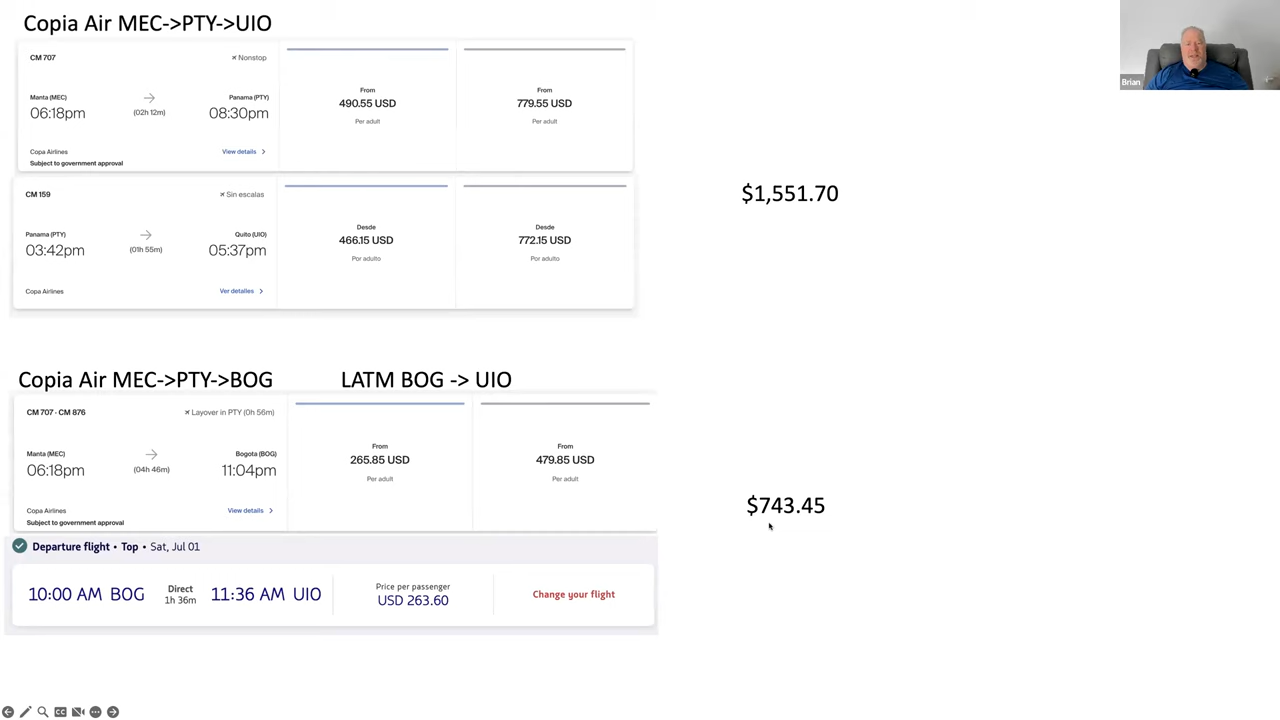 Copia Air MEC->PTY->UIO
CM 707
Nonstop
Manta (MEC)
Panama (PTY)
06:18pm
(02h 12m)
08:30pm
Copa Airlines
View details
Subject to government approval
From
490.55 USD
Per adult
From
779.55 USD
Per adult
CM 159
Sin escalas
Panama (PTY)
Quito (UIO)
03:42pm
(01h 55m)
05:37pm
Copa Airlines
Ver detalles
Desde
466.15 USD
Por adulto
Desde
772.15 USD
Por adulto
$1,551.70
Brian
Copia Air MEC->PTY->BOG
LATM BOG -> UIO
CM 707 - CM 876
Layover in PTY (0h 56m)
Manta (MEC)
Bogota (BOG)
06:18pm
(04h 46m)
11:04pm
Copa Airlines
View details
Subject to government approval
From
265.85 USD
Per adult
From
479.85 USD
Per adult
$743.45
Departure flight • Top • Sat, Jul 01
10:00 AM BOG
Direct
1h 36m
11:36 AM UIO
Price per passenger
USD 263.60
Change your flight
CC